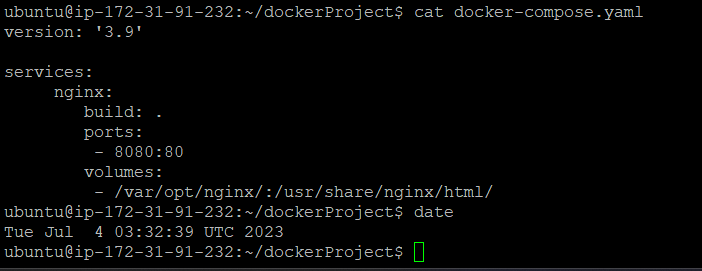 ubuntu@ip-172-31-91-232:~/dockerProject$ cat docker-compose.yaml
version: '3.9'

services:
     nginx:
        build: .
        ports:
         - 8080:80
        volumes:
         - /var/opt/nginx/:/usr/share/nginx/html/
ubuntu@ip-172-31-91-232:~/dockerProject$ date
Tue Jul  4 03:32:39 UTC 2023
ubuntu@ip-172-31-91-232:~/dockerProject$